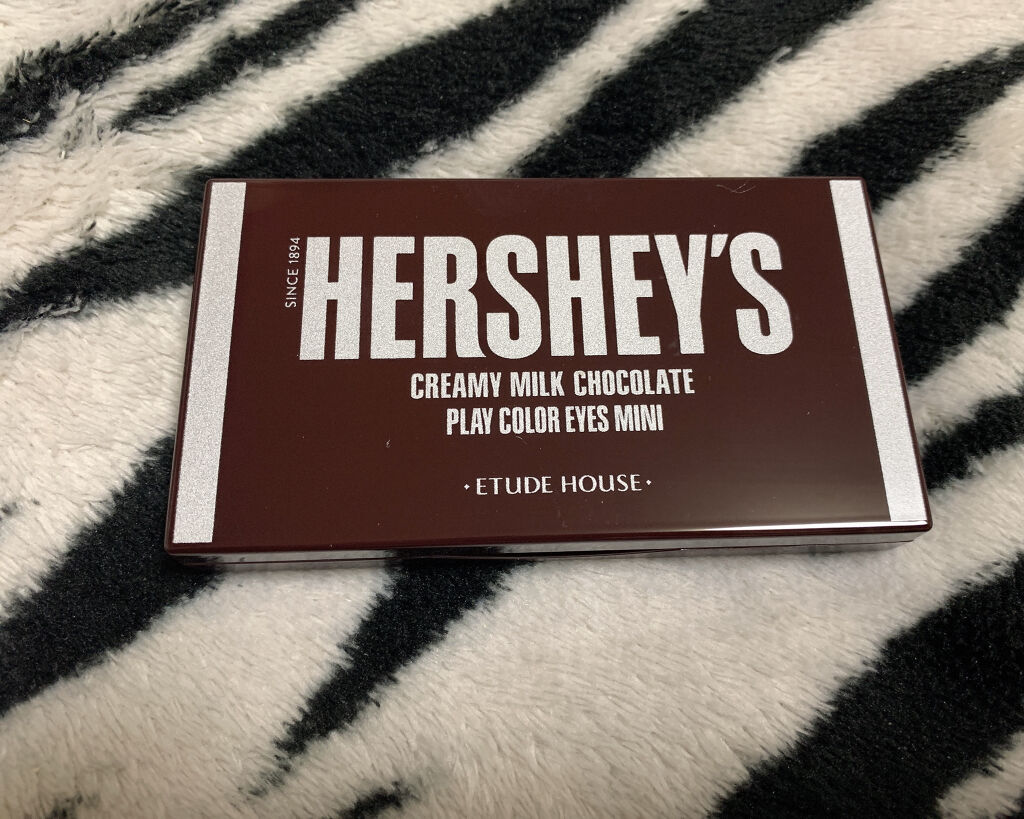 SINCE 1894
HERSHEY'S
CREAMY MILK CHOCOLATE
PLAY COLOR EYES MINI
· ETUDE HOUSE ·